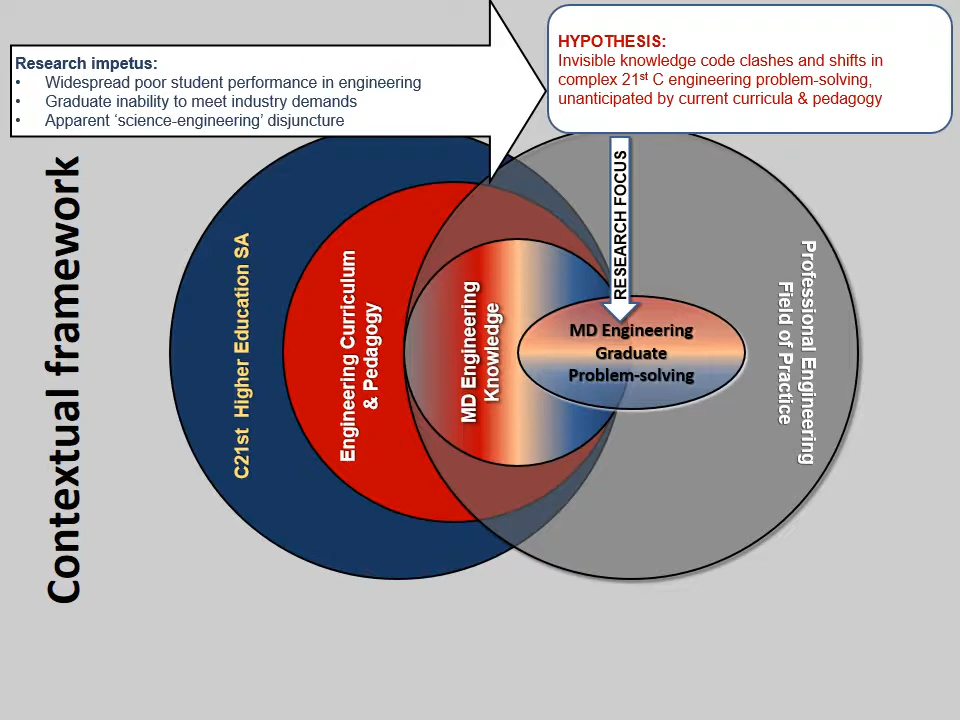 Research impetus:
• Widespread poor student performance in engineering
• Graduate inability to meet industry demands
• Apparent ‘science-engineering’ disjuncture
HYPOTHESIS:
Invisible knowledge code clashes and shifts in
complex 21st C engineering problem-solving,
unanticipated by current curricula & pedagogy
Contextual framework
C21st Higher Education SA
Engineering Curriculum
& Pedagogy
MD Engineering
Knowledge
RESEARCH FOCUS
MD Engineering
Graduate
Problem-solving
Professional Engineering
Field of Practice